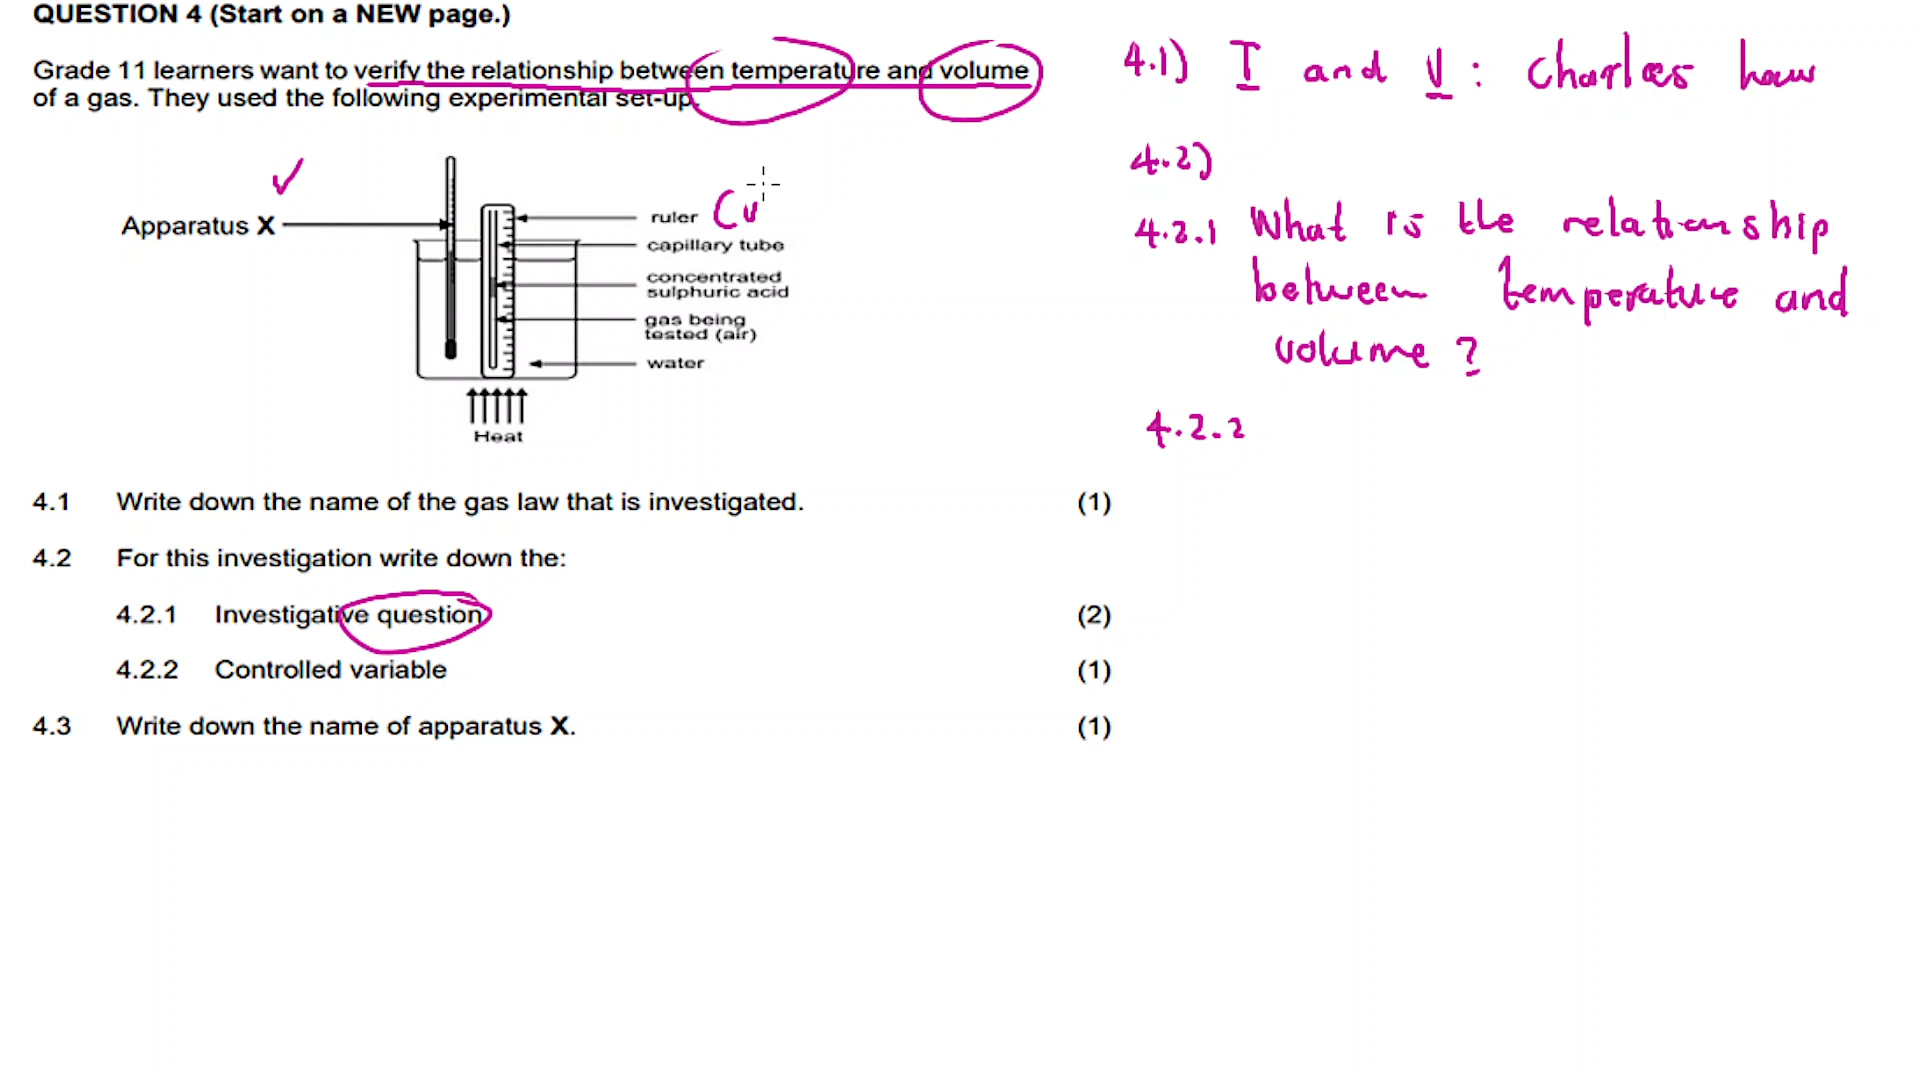 QUESTION 4 (Start on a NEW page.)
Grade 11 learners want to verify the relationship between temperature and volume
of a gas. They used the following experimental set-up.
Apparatus X
ruler
capillary tube
concentrated
sulphuric acid
gas being
tested (air)
water
Heat
4.1 Write down the name of the gas law that is investigated. (1)
4.2 For this investigation write down the:
4.2.1 Investigative question (2)
4.2.2 Controlled variable (1)
4.3 Write down the name of apparatus X. (1)
4.1) T and V : Charles
4.2)
4.2.1 What is the relationship
between temperature and
volume ?
4.2.2